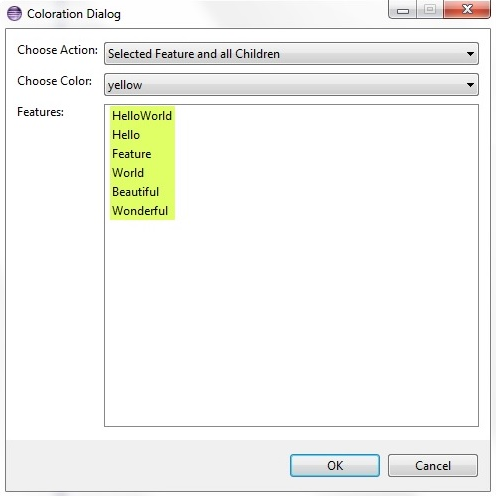 Coloration Dialog
Choose Action: Selected Feature and all Children
Choose Color: yellow
Features:
HelloWorld
Hello
Feature
World
Beautiful
Wonderful
OK Cancel